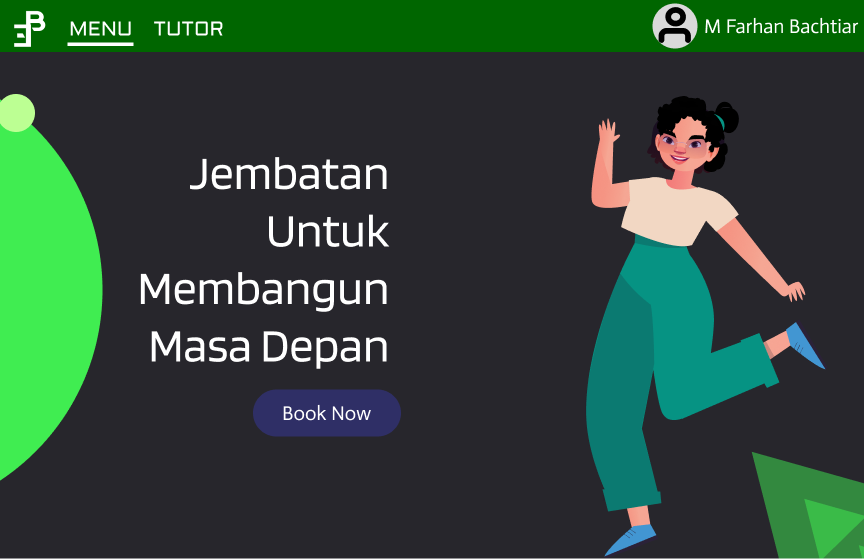 MENU TUTOR M Farhan Bachtiar
Jembatan
Untuk
Membangun
Masa Depan
Book Now